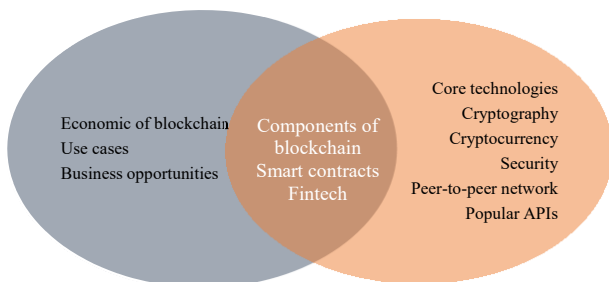 Economic of blockchain
Use cases
Business opportunities
Components of
blockchain
Smart contracts
Fintech
Core technologies
Cryptography
Cryptocurrency
Security
Peer-to-peer network
Popular APIs